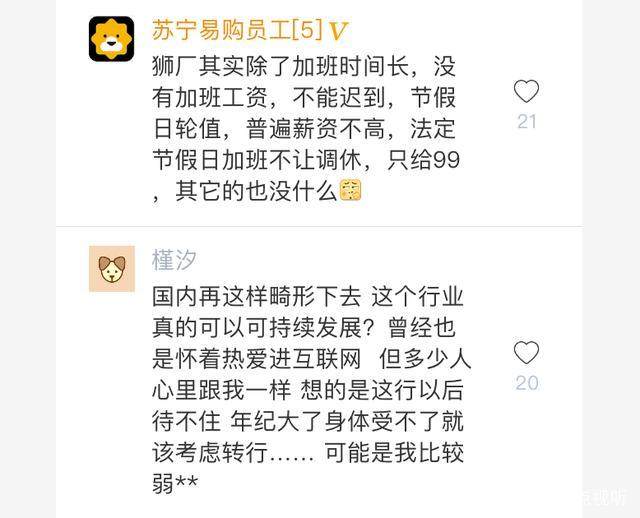 苏宁易购员工[5] V
狮厂其实除了加班时间长，没
有加班工资，不能迟到，节假
日轮值，普遍薪资不高，法定
节假日加班不让调休，只给99
，其它的也没什么
21
槿汐
国内再这样畸形下去 这个行业
真的可以可持续发展？曾经也
是怀着热爱进互联网 但多少人
心里跟我一样 想的是这行以后
待不住 年纪大了身体受不了就
该考虑转行…… 可能是我比较
弱**
20
视听